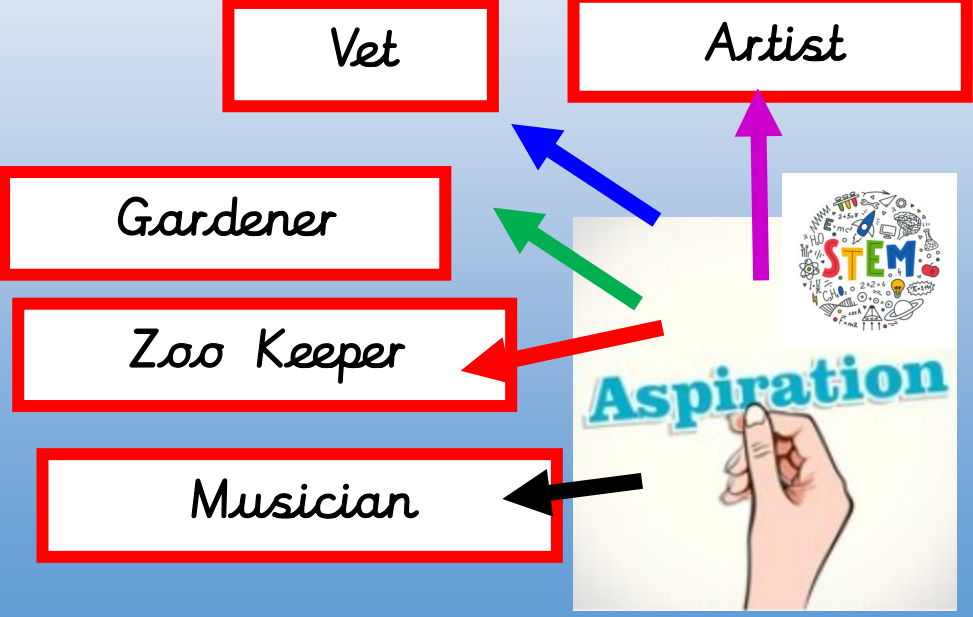 Vet
Artist
Gardener
Zoo Keeper
Musician
STEM
Aspiration